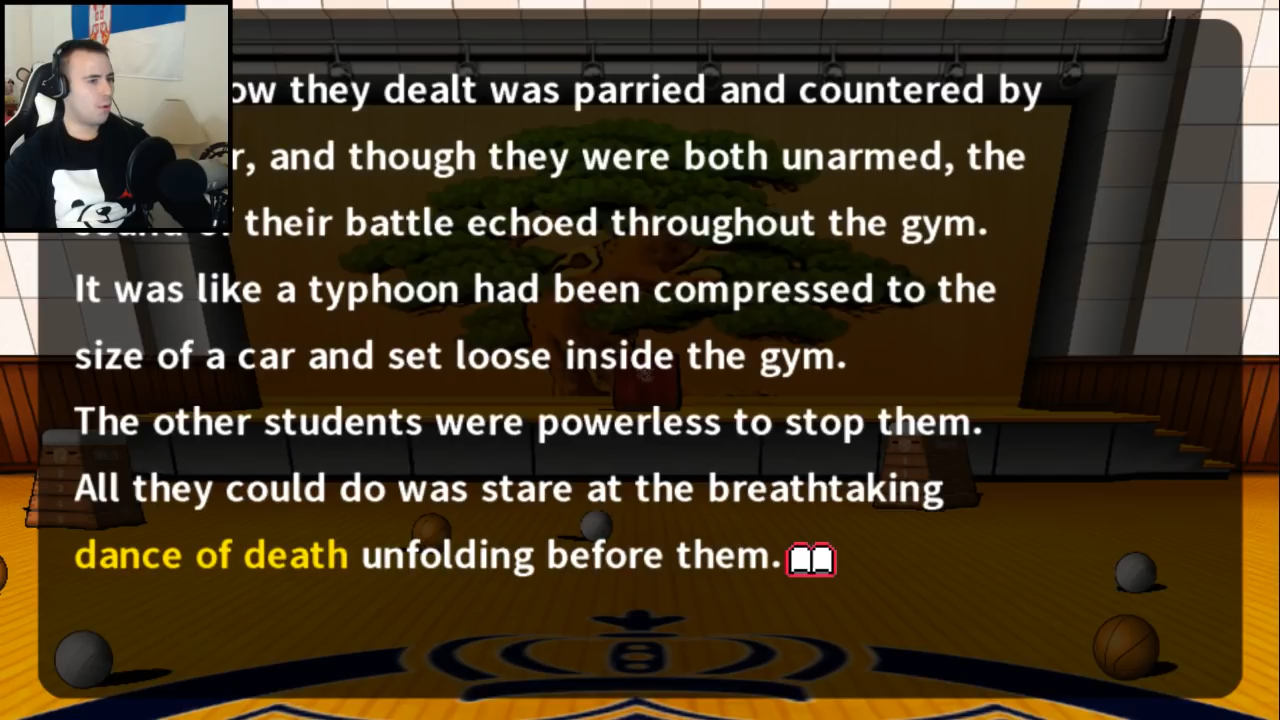 they dealt was parried and countered by
and though they were both unarmed, the
their battle echoed throughout the gym.
It was like a typhoon had been compressed to the
size of a car and set loose inside the gym.
The other students were powerless to stop them.
All they could do was stare at the breathtaking
dance of death unfolding before them.